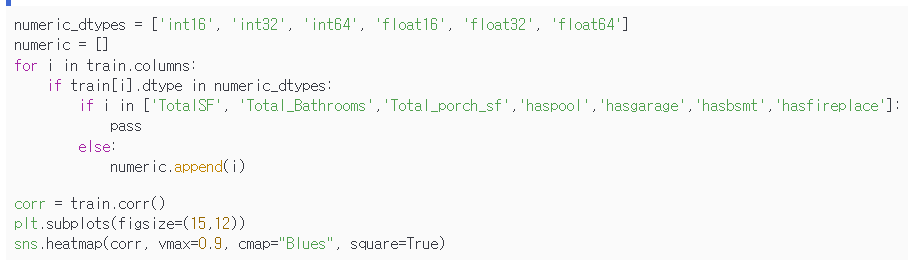 numeric_dtypes = ['int16', 'int32', 'int64', 'float16', 'float32', 'float64']
numeric = []
for i in train.columns:
    if train[i].dtype in numeric_dtypes:
        if i in ['TotalSF', 'Total_Bathrooms','Total_porch_sf','haspool','hasgarage','hasbsmt','hasfireplace']:
            pass
        else:
            numeric.append(i)

corr = train.corr()
plt.subplots(figsize=(15,12))
sns.heatmap(corr, vmax=0.9, cmap="Blues", square=True)